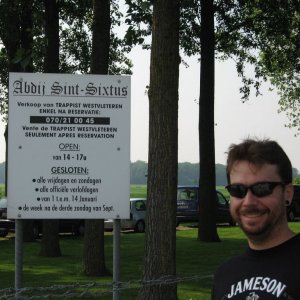 Abdij Sint-Sixtus
Verkoop van TRAPPIST WESTVLETEREN
ENKEL NA RESERVATIE:
070/21 00 45
Vente de TRAPPIST WESTVLETEREN
SEULEMENT APRES RESERVATION
OPEN:
van 14 - 17u
GESLOTEN:
• alle vrijdagen en zondagen
• alle officiële verlofdagen
• van 1 t.e.m. 14 Januari
• de week na de derde zondag van Sept.
JAMESON